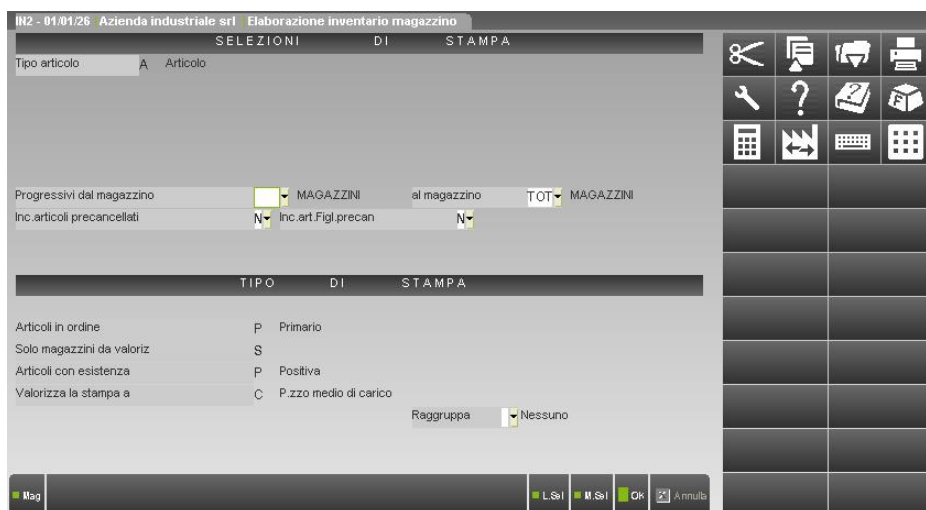 IN2 - 01/01/26 Azienda industriale srl Elaborazione inventario magazzino
SELEZIONI DI STAMPA
Tipo articolo A Articolo
Progressivi dal magazzino MAGAZZINI al magazzino TOT MAGAZZINI
Inc.articoli precancellati N Inc.art.Figl.precan N
TIPO DI STAMPA
Articoli in ordine P Primario
Solo magazzini da valoriz S
Articoli con esistenza P Positiva
Valorizza la stampa a C P.zzo medio di carico
Raggruppa Nessuno
Mag L.Sel M.Sel OK Annulla